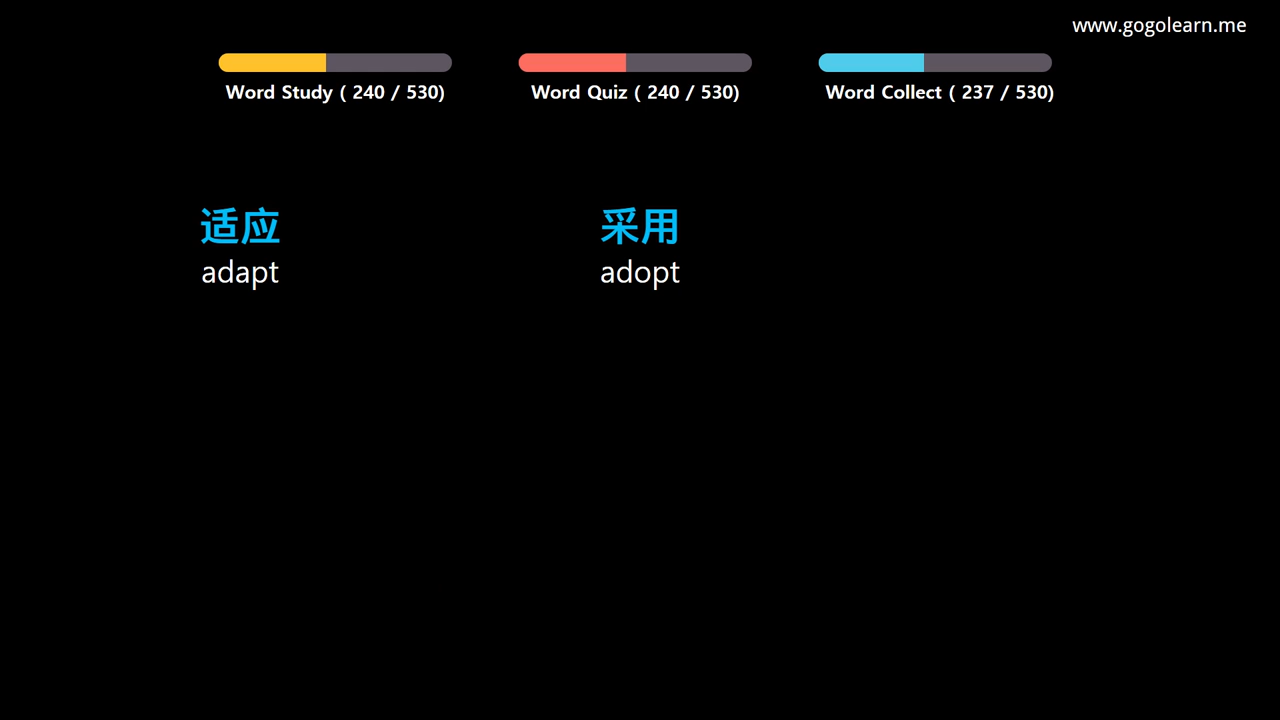 www.gogolearn.me
Word Study ( 240 / 530)
Word Quiz ( 240 / 530)
Word Collect ( 237 / 530)
适应
adapt
采用
adopt